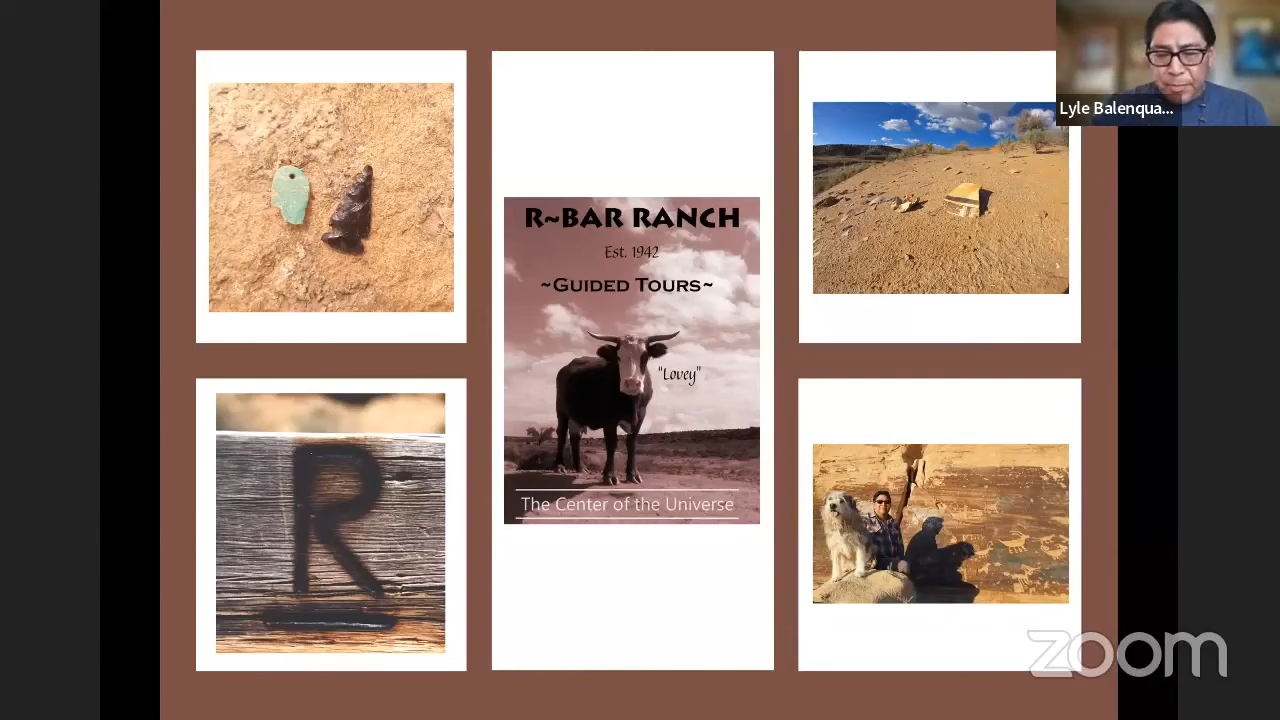 R~BAR RANCH
Est. 1942
~GUIDED TOURS~
"Lovey"
The Center of the Universe
R
Lyle Balenqua...
zoom